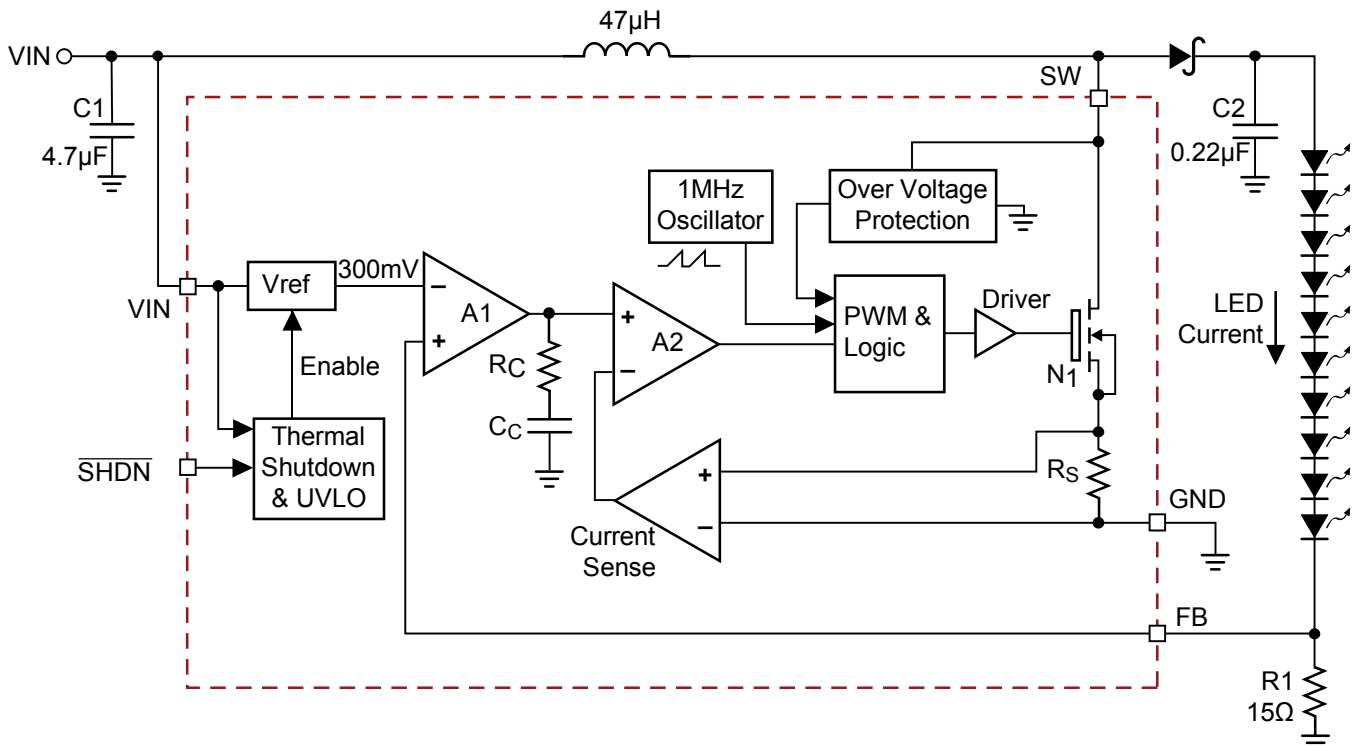 47µH
VIN
SW
C1
4.7µF
C2
0.22µF
1MHz
Oscillator
Over Voltage
Protection
Vref
300mV
VIN
A1
A2
PWM &
Logic
Driver
N1
LED
Current
Enable
RC
CC
Thermal
Shutdown
& UVLO
SHDN
RS
GND
Current
Sense
FB
R1
15Ω